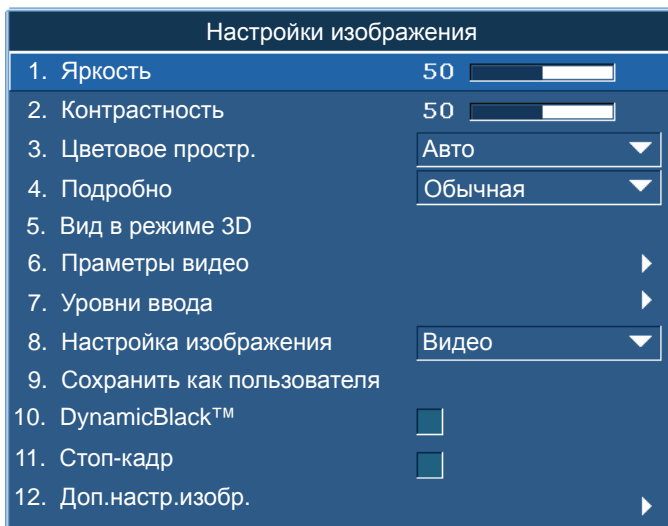 Настройки изображения
1. Яркость 50
2. Контрастность 50
3. Цветовое простр. Авто
4. Подробно Обычная
5. Вид в режиме 3D
6. Праметры видео
7. Уровни ввода
8. Настройка изображения Видео
9. Сохранить как пользователя
10. DynamicBlack™
11. Стоп-кадр
12. Доп.настр.изобр.